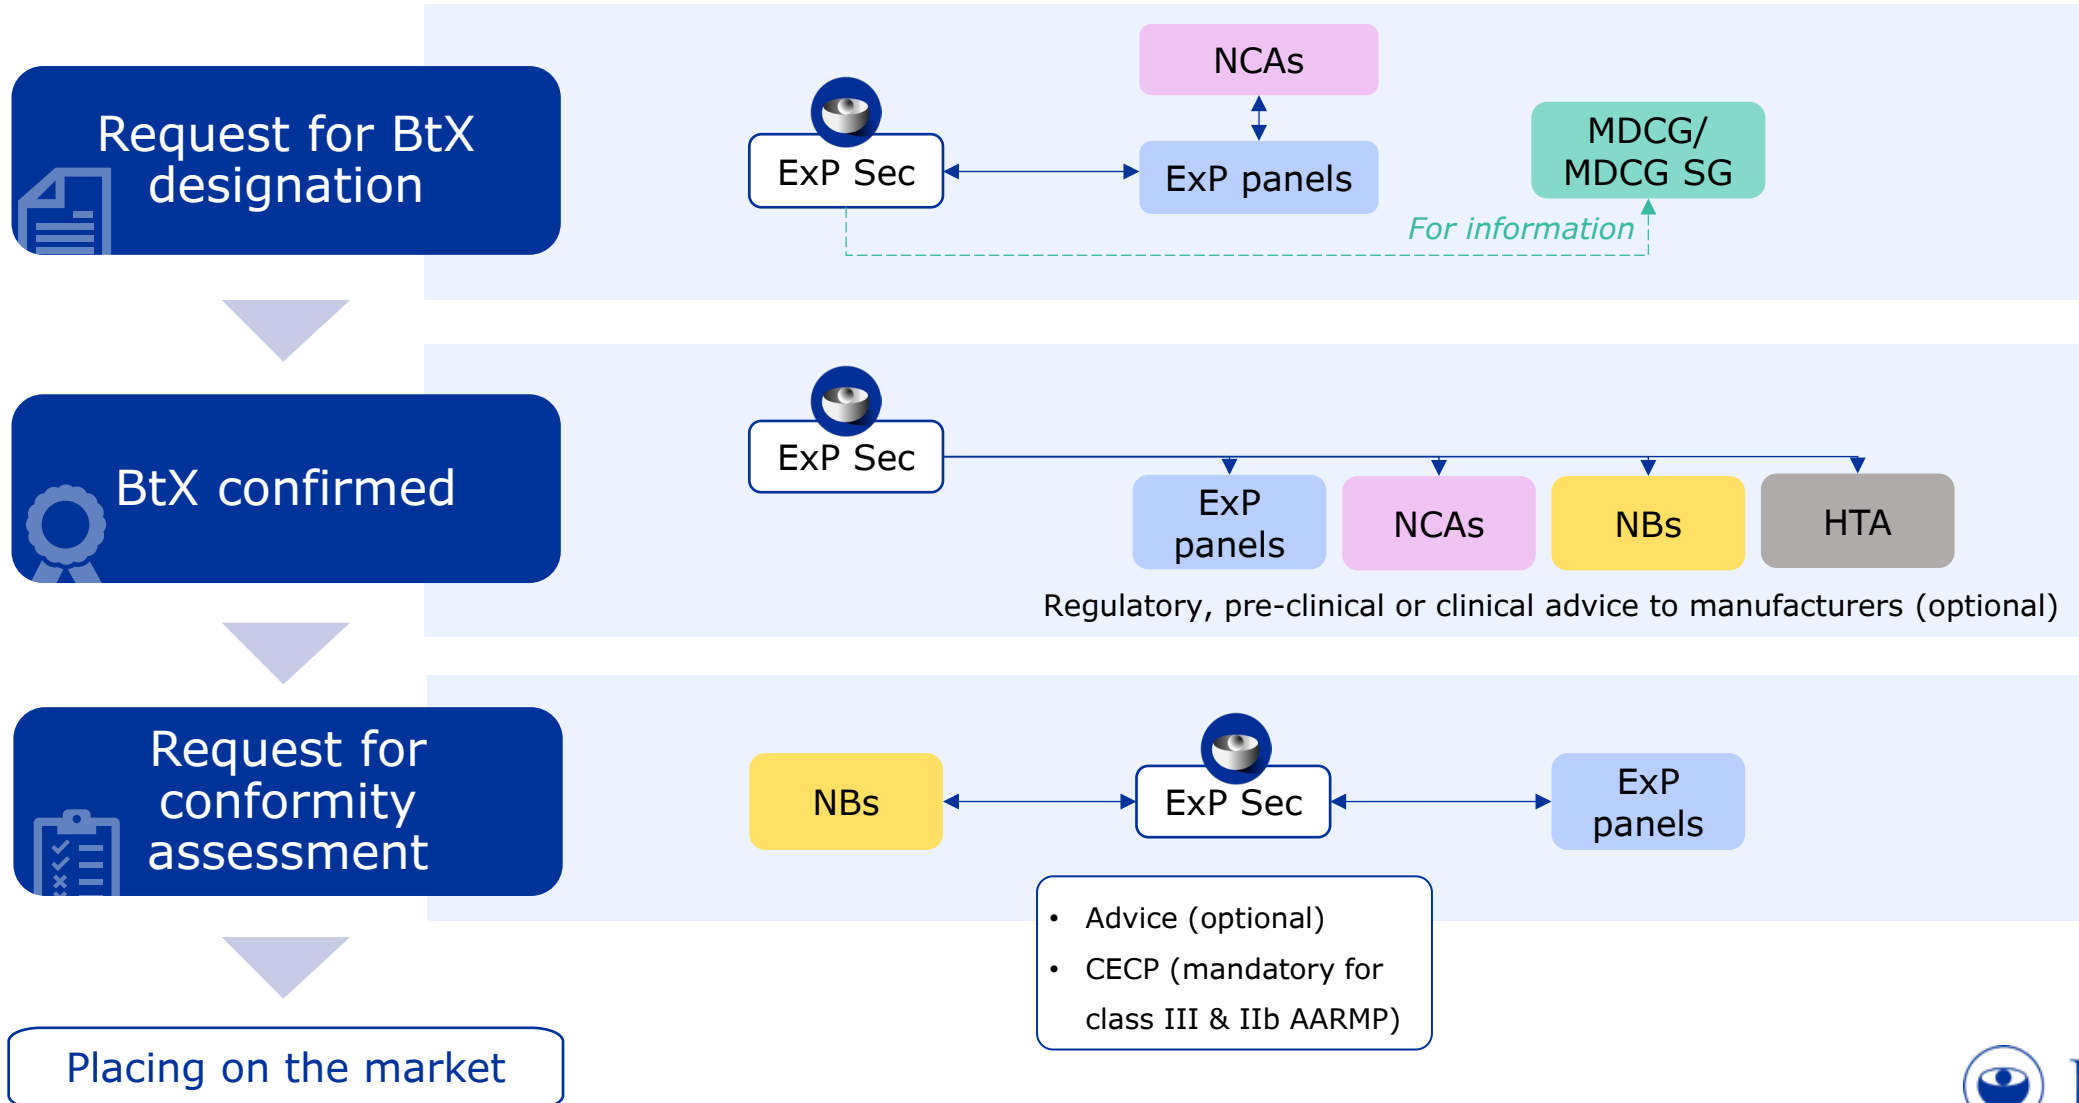 Request for BtX
designation
NCAs
ExP Sec
ExP panels
MDCG/
MDCG SG
For information
BtX confirmed
ExP Sec
ExP
panels
NCAs
NBs
HTA
Regulatory, pre-clinical or clinical advice to manufacturers (optional)
Request for
conformity
assessment
NBs
ExP Sec
ExP
panels
• Advice (optional)
• CECP (mandatory for
class III & IIb AARMP)
Placing on the market